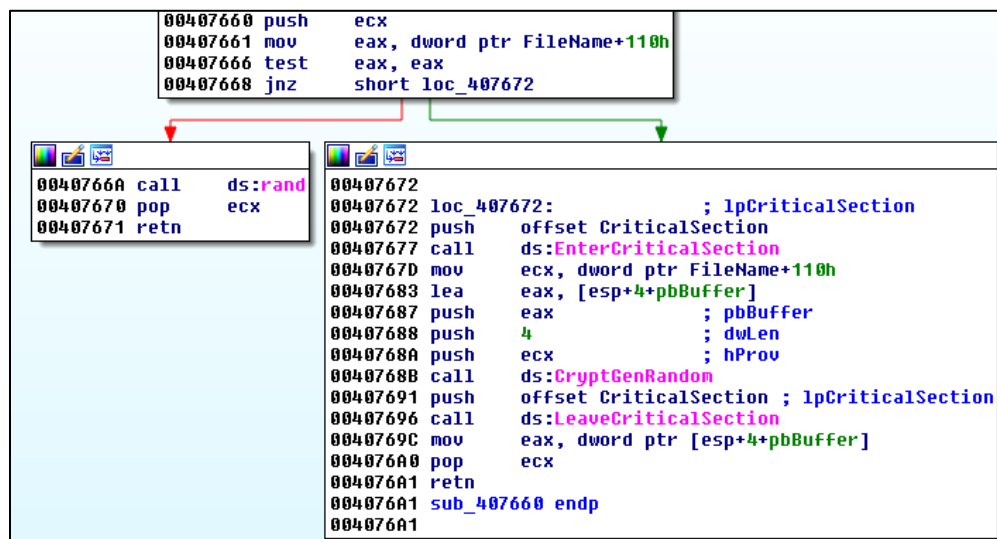 00407660 push ecx
00407661 mov eax, dword ptr FileName+110h
00407666 test eax, eax
00407668 jnz short loc_407672
0040766A call ds:rand
00407670 pop ecx
00407671 retn
00407672
00407672 loc_407672: ; lpCriticalSection
00407672 push offset CriticalSection
00407677 call ds:EnterCriticalSection
0040767D mov ecx, dword ptr FileName+110h
00407683 lea eax, [esp+4+pbBuffer]
00407687 push eax ; pbBuffer
00407688 push 4 ; dwLen
0040768A push ecx ; hProv
0040768B call ds:CryptGenRandom
00407691 push offset CriticalSection ; lpCriticalSection
00407696 call ds:LeaveCriticalSection
0040769C mov eax, dword ptr [esp+4+pbBuffer]
004076A0 pop ecx
004076A1 retn
004076A1 sub_407660 endp
004076A1